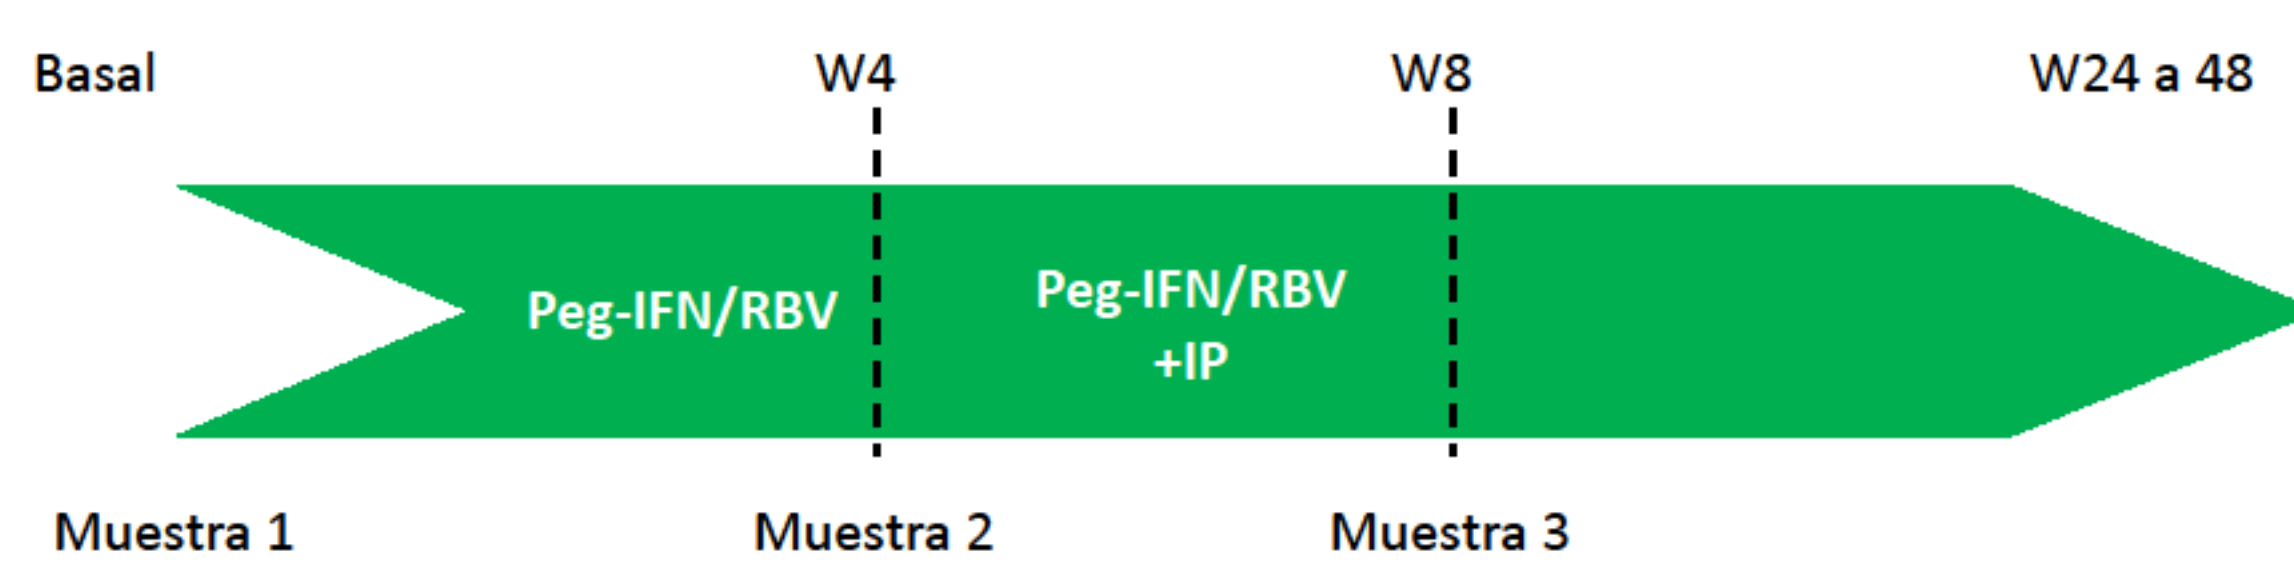 Basal
W4
W8
W24 a 48
Peg-IFN/RBV
Peg-IFN/RBV
+IP
Muestra 1
Muestra 2
Muestra 3